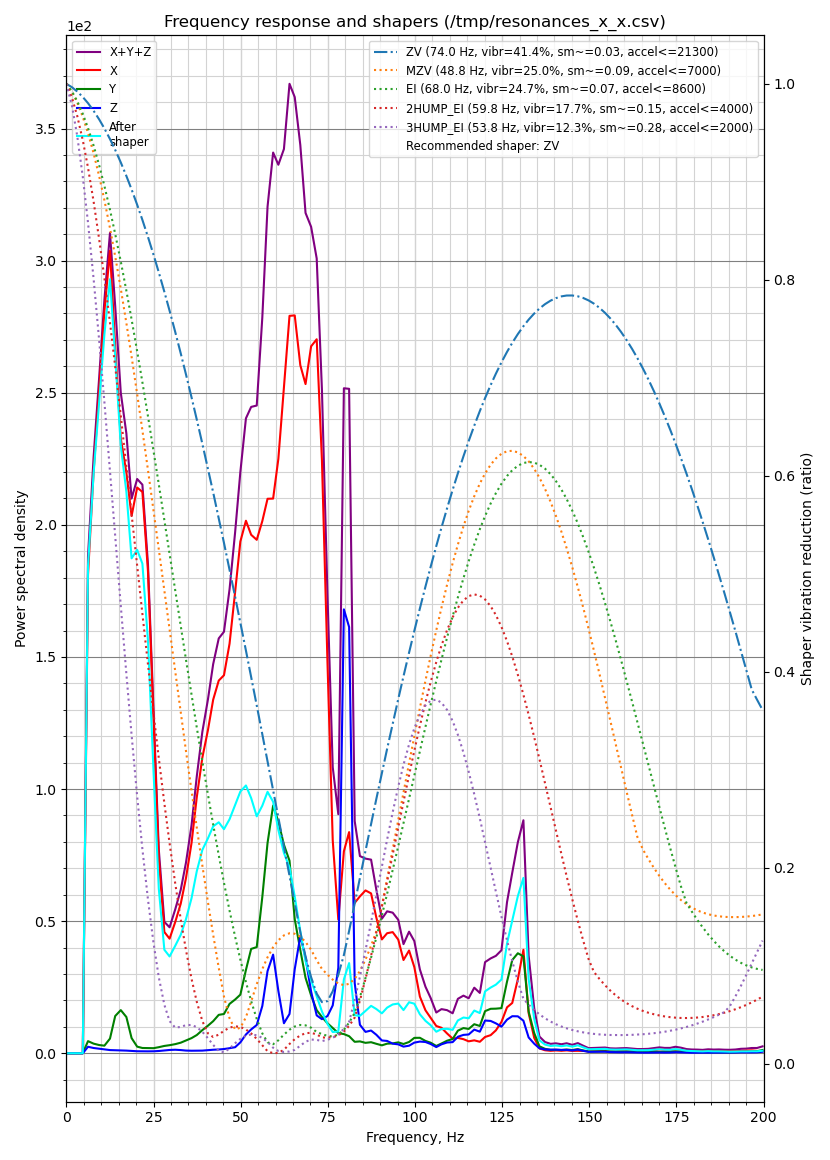 Frequency response and shapers (/tmp/resonances_x_x.csv)
1e2
X+Y+Z
X
Y
Z
After
shaper
ZV (74.0 Hz, vibr=41.4%, sm~=0.03, accel<=21300)
MZV (48.8 Hz, vibr=25.0%, sm~=0.09, accel<=7000)
EI (68.0 Hz, vibr=24.7%, sm~=0.07, accel<=8600)
2HUMP_EI (59.8 Hz, vibr=17.7%, sm~=0.15, accel<=4000)
3HUMP_EI (53.8 Hz, vibr=12.3%, sm~=0.28, accel<=2000)
Recommended shaper: ZV
Power spectral density
3.5
3.0
2.5
2.0
1.5
1.0
0.5
0.0
1.0
0.8
0.6
0.4
0.2
0.0
Shaper vibration reduction (ratio)
0 25 50 75 100 125 150 175 200
Frequency, Hz